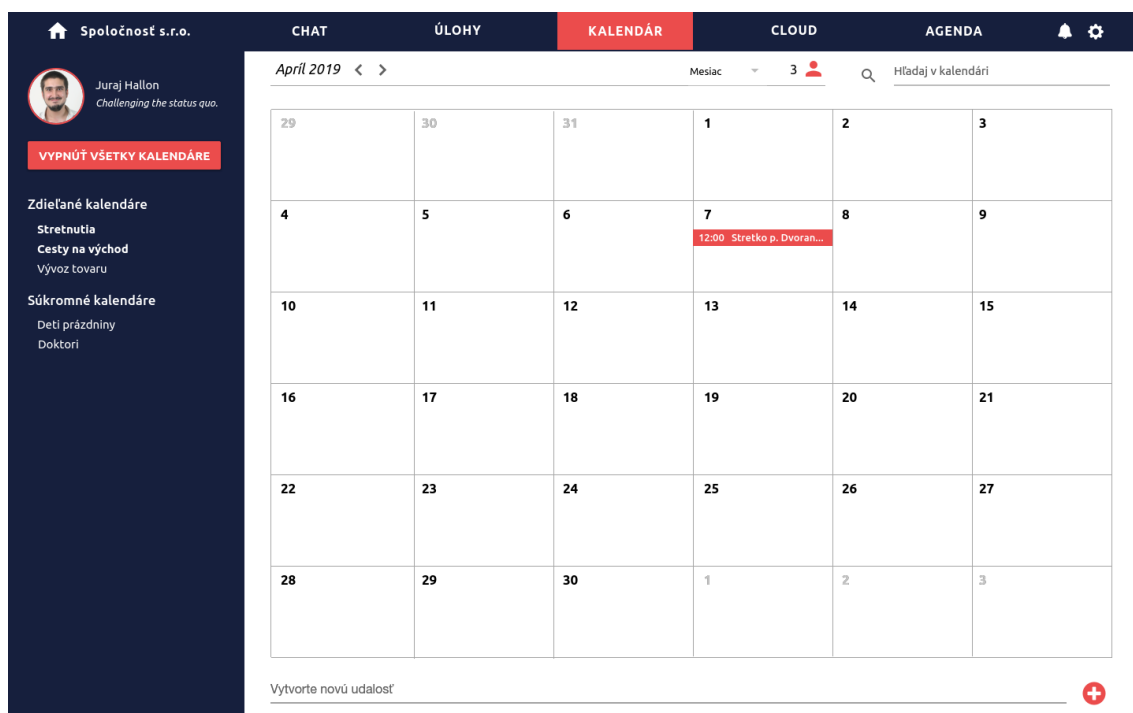 Spoločnosť s.r.o. CHAT ÚLOHY KALENDÁR CLOUD AGENDA
Juraj Hallon
Challenging the status quo.
VYPNÚŤ VŠETKY KALENDÁRE
Zdieľané kalendáre
Stretnutia
Cesty na východ
Vývoz tovaru
Súkromné kalendáre
Deti prázdniny
Doktori
Apríl 2019 Mesiac 3 Hľadaj v kalendári
29 30 31 1 2 3
4 5 6 7 8 9
12:00 Stretko p. Dvoran...
10 11 12 13 14 15
16 17 18 19 20 21
22 23 24 25 26 27
28 29 30 1 2 3
Vytvorte novú udalosť